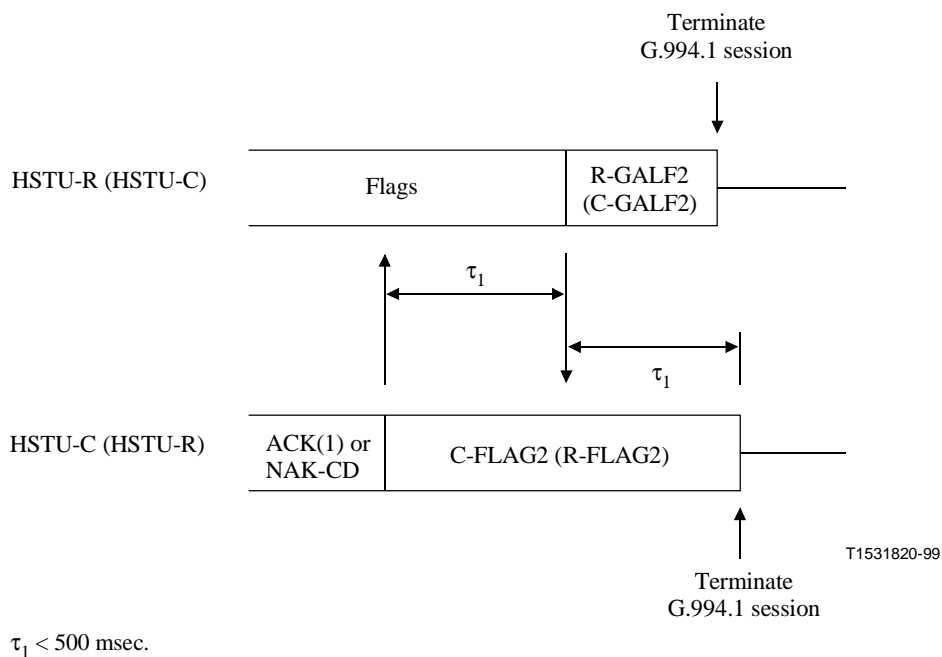 Terminate
G.994.1 session
HSTU-R (HSTU-C)
Flags
R-GALF2
(C-GALF2)
τ1
τ1
HSTU-C (HSTU-R)
ACK(1) or
NAK-CD
C-FLAG2 (R-FLAG2)
T1531820-99
Terminate
G.994.1 session
τ1 < 500 msec.